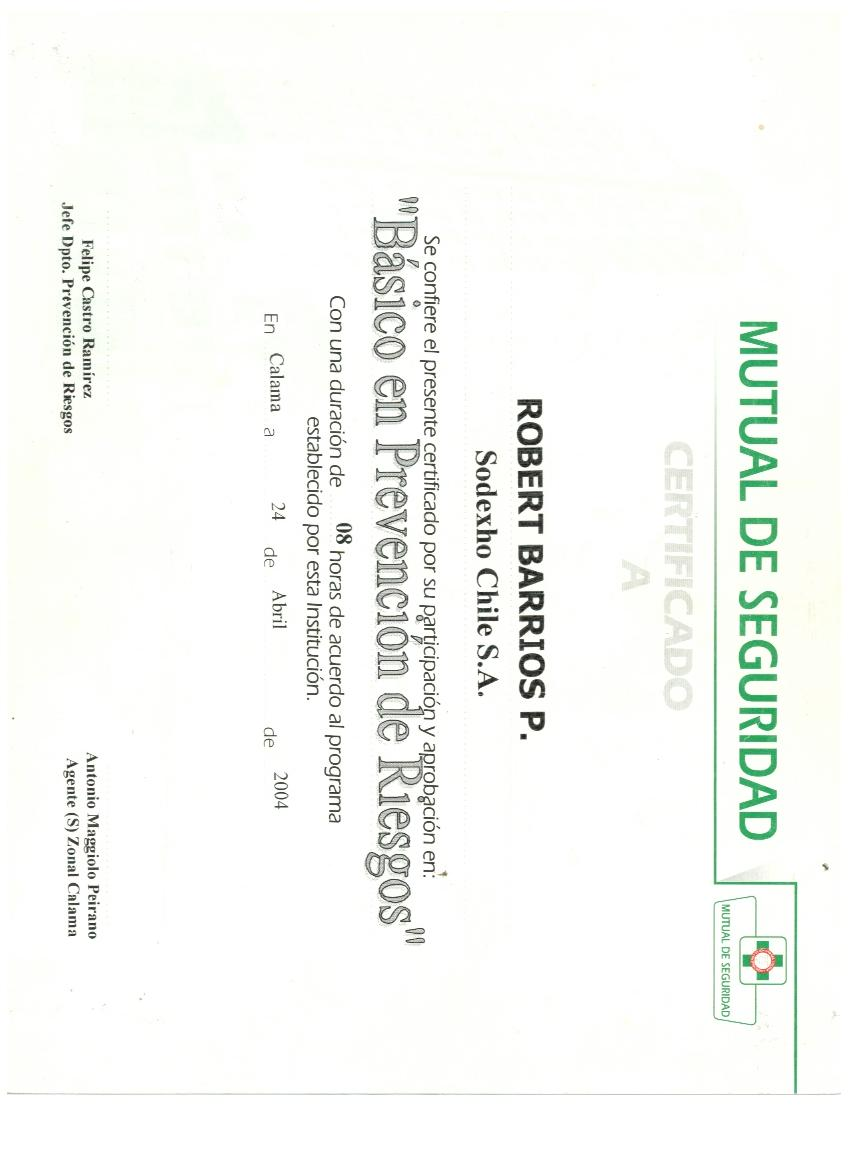 MUTUAL DE SEGURIDAD
MUTUAL DE SEGURIDAD
CERTIFICADO
A
ROBERT BARRIOS P.
Sodexho Chile S.A.
Se confiere el presente certificado por su participación y aprobación en:
"Básico en Prevención de Riesgos"
Con una duración de 08 horas de acuerdo al programa
establecido por esta Institución.
En Calama a 24 de Abril de 2004
Felipe Castro Ramírez
Jefe Dpto. Prevención de Riesgos
Antonio Maggiolo Peirano
Agente (S) Zonal Calama